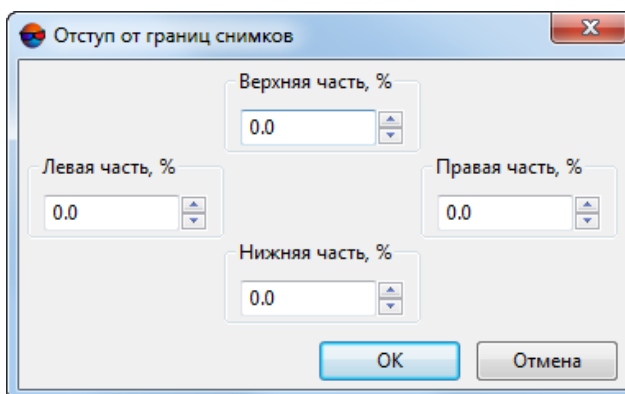 Отступ от границ снимков
Верхняя часть, %
0.0
Левая часть, %
0.0
Правая часть, %
0.0
Нижняя часть, %
0.0
OK
Отмена